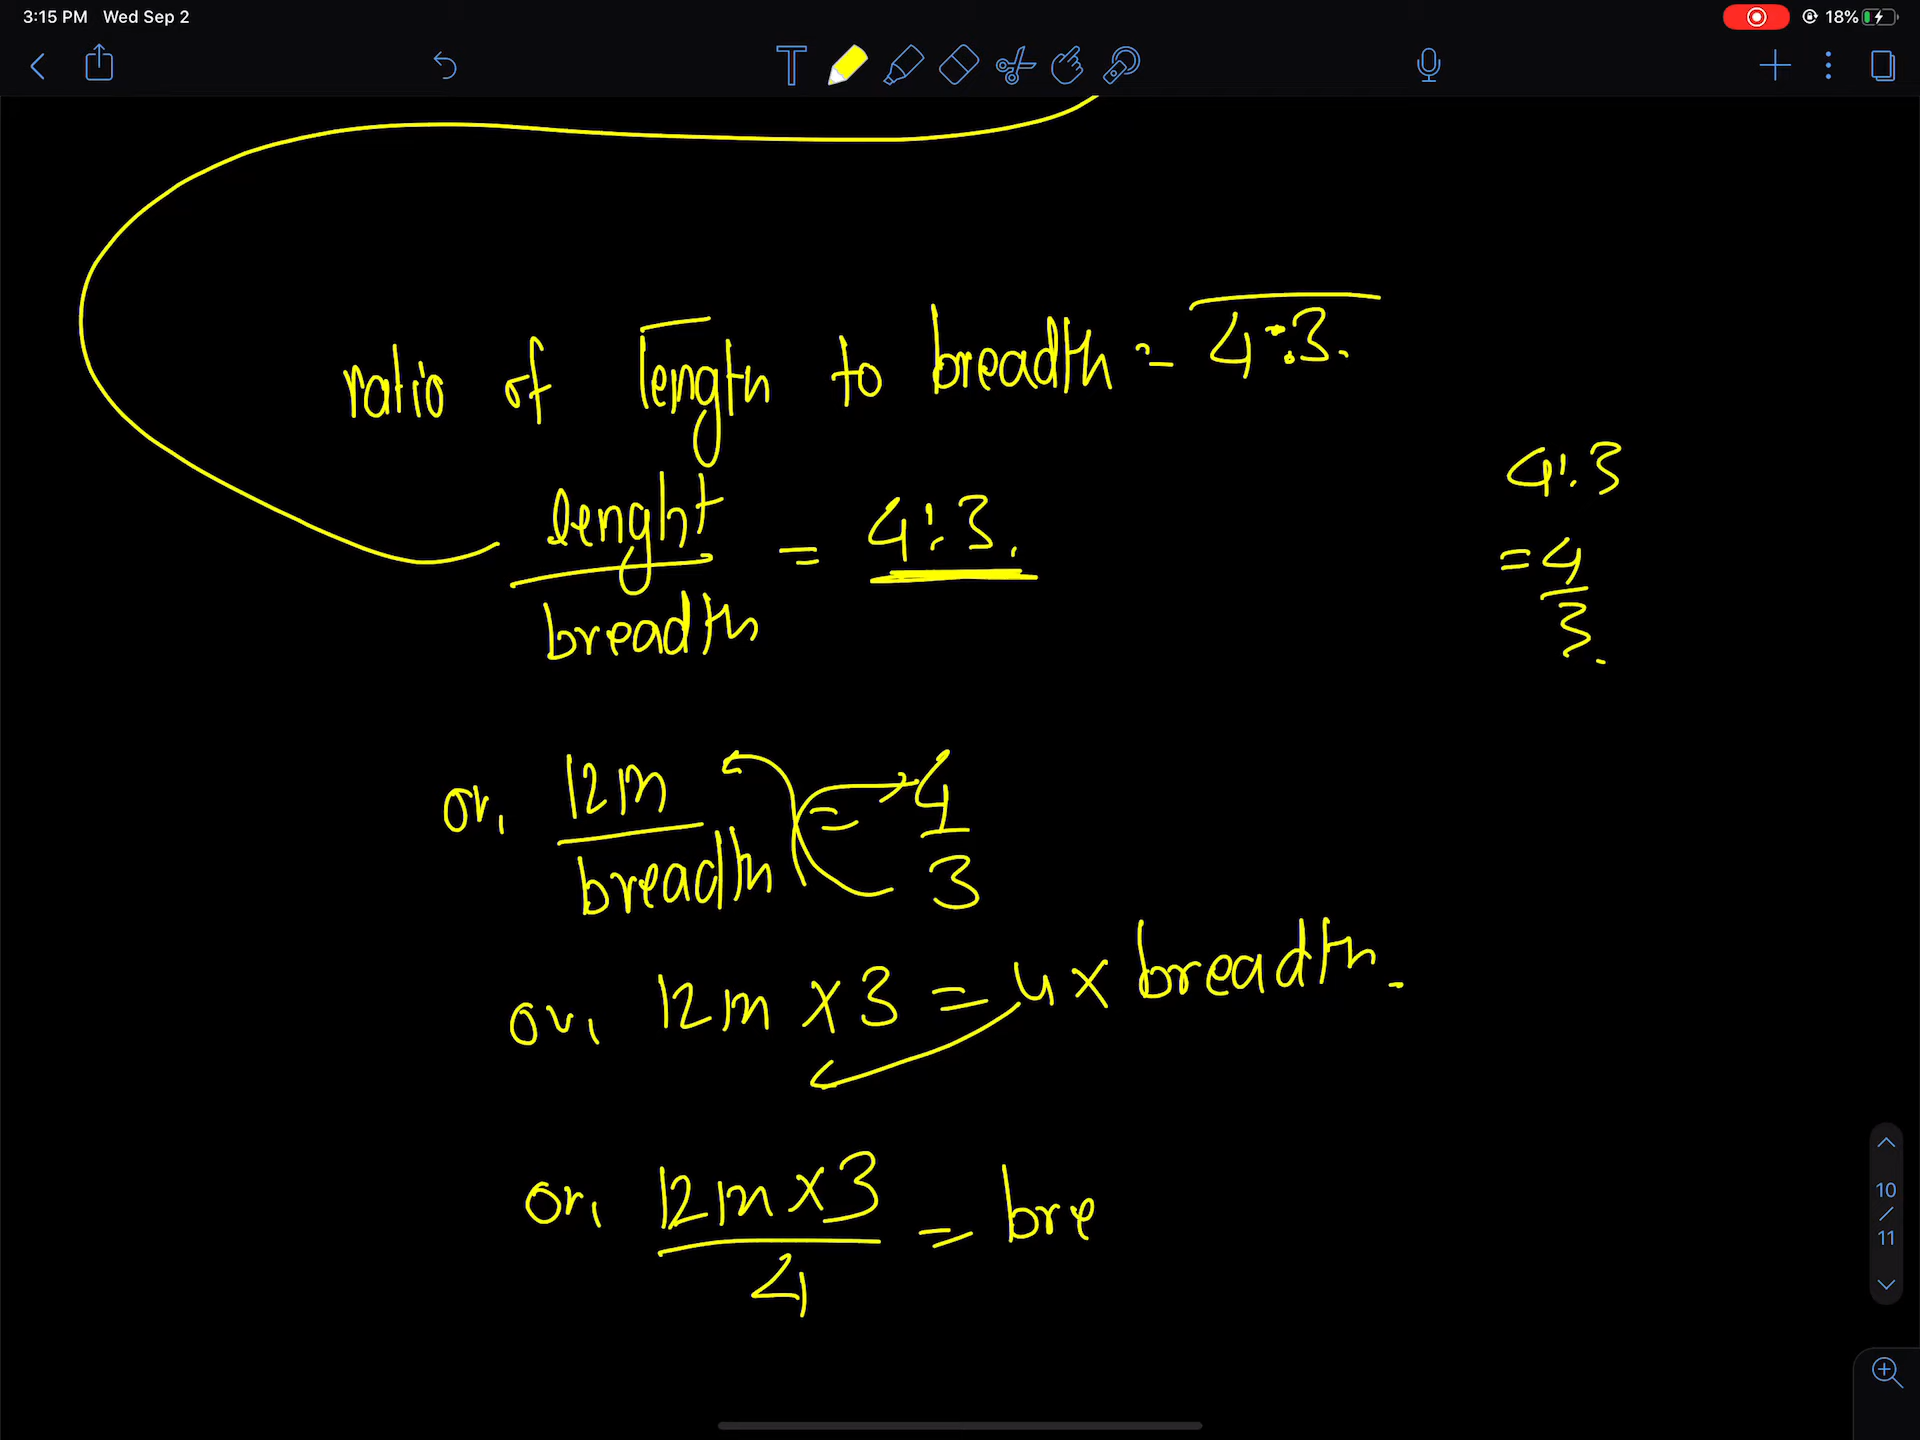 3:15 PM Wed Sep 2
18%
ratio of length to breadth = 4:3.
4:3
lenght
= 4:3.
= 4
breadth
3.
or, 12m = 4
breadth 3
or, 12m × 3 = 4 × breadth.
or, 12m × 3 = bre
4
10
/
11